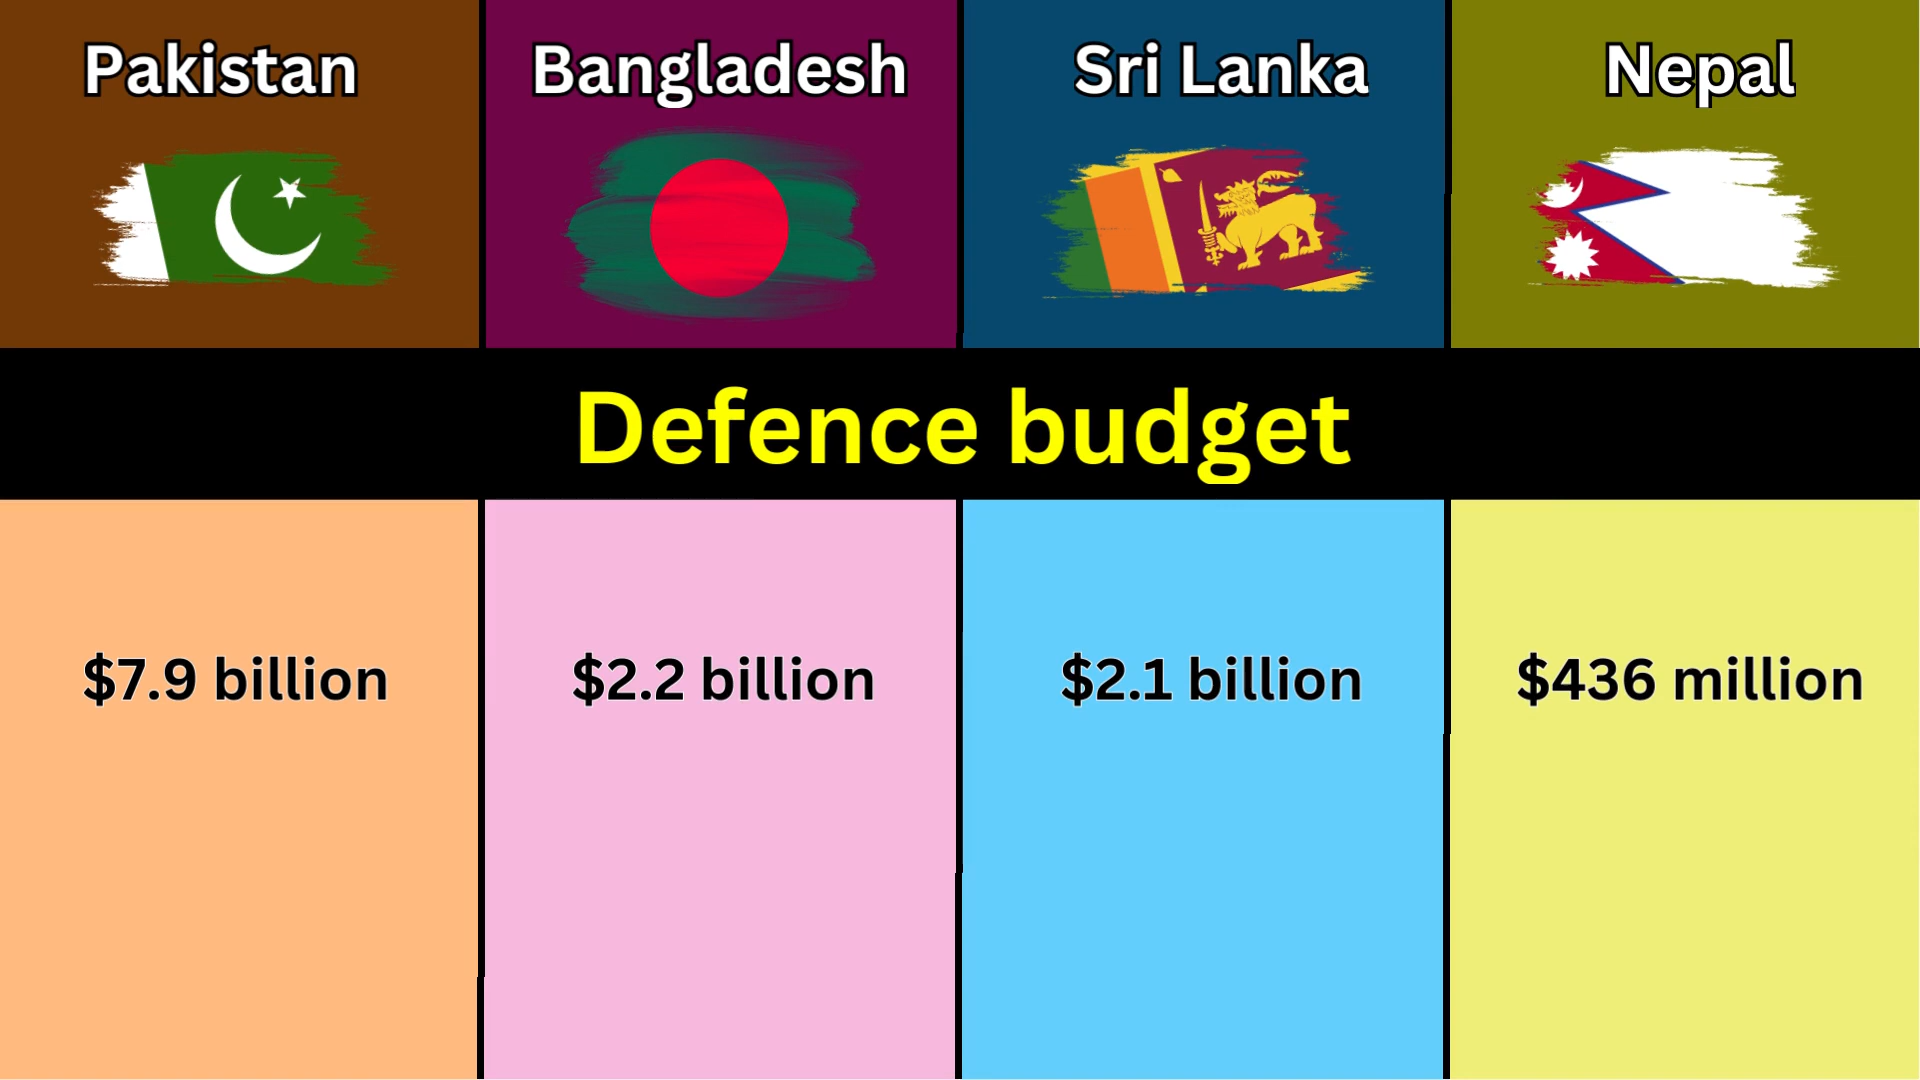 Pakistan
Bangladesh
Sri Lanka
Nepal
Defence budget
$7.9 billion
$2.2 billion
$2.1 billion
$436 million